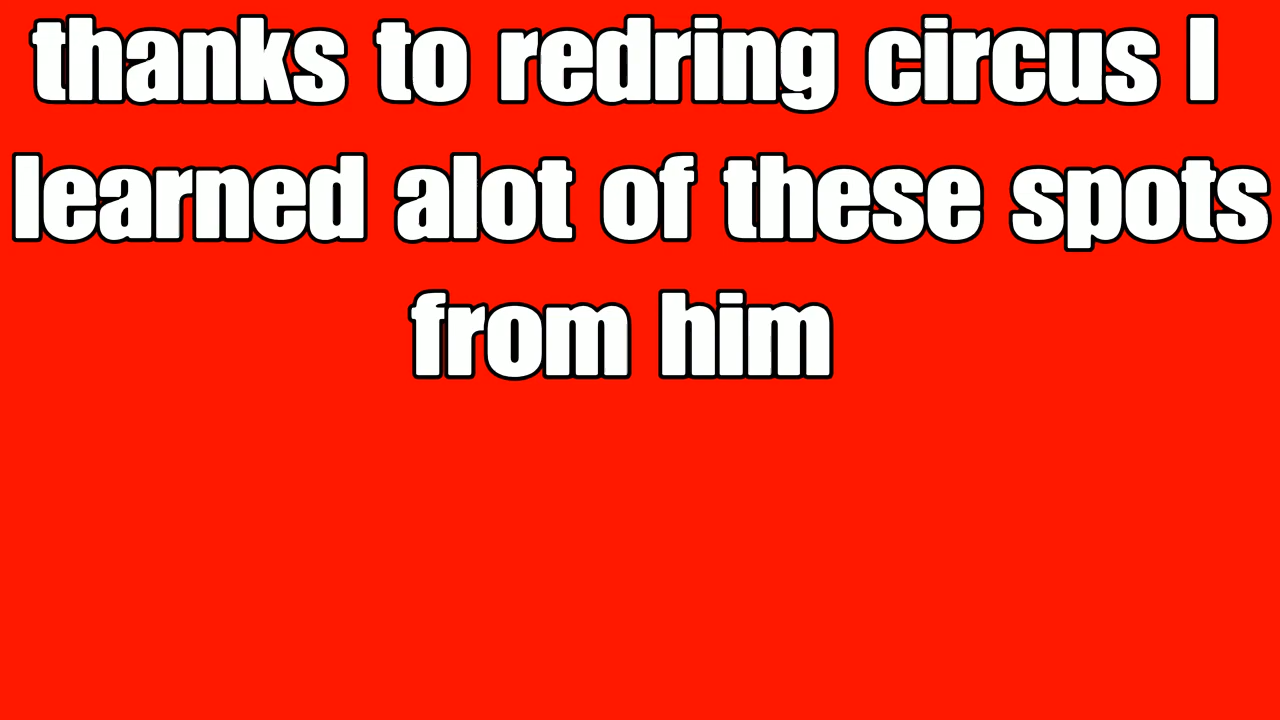 thanks to redring circus I
learned alot of these spots
from him